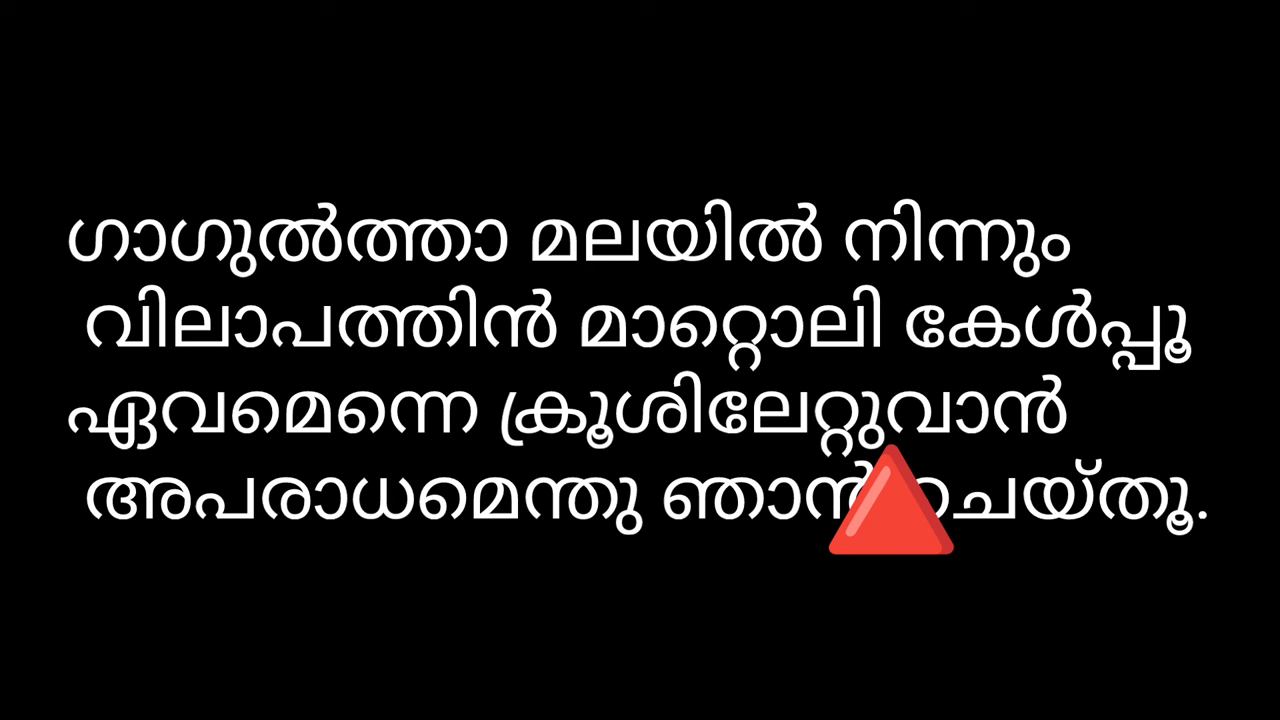 ഗാഗുൽത്താ മലയിൽ നിന്നും
വിലാപത്തിൻ മാറ്റൊലി കേൾപ്പൂ
ഏവമെന്നെ ക്രൂശിലേറ്റുവാൻ
അപരാധമെന്തു ഞാൻ ചെയ്തൂ.